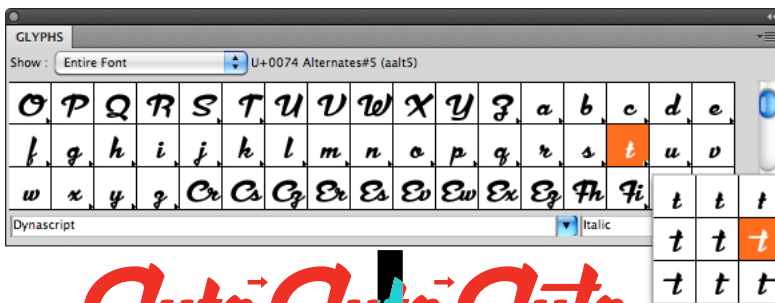 GLYPHS
Show : Entire Font U+0074 Alternates#5 (aalt5)
O P Q R S T U V W X Y Z a b c d e
f g h i j k l m n o p q r s t u v
w x y z Cr Cs Cz Er Es Ev Ew Ex Ez Fh Fi
t t t
t t t
t t t
Dynascript Italic